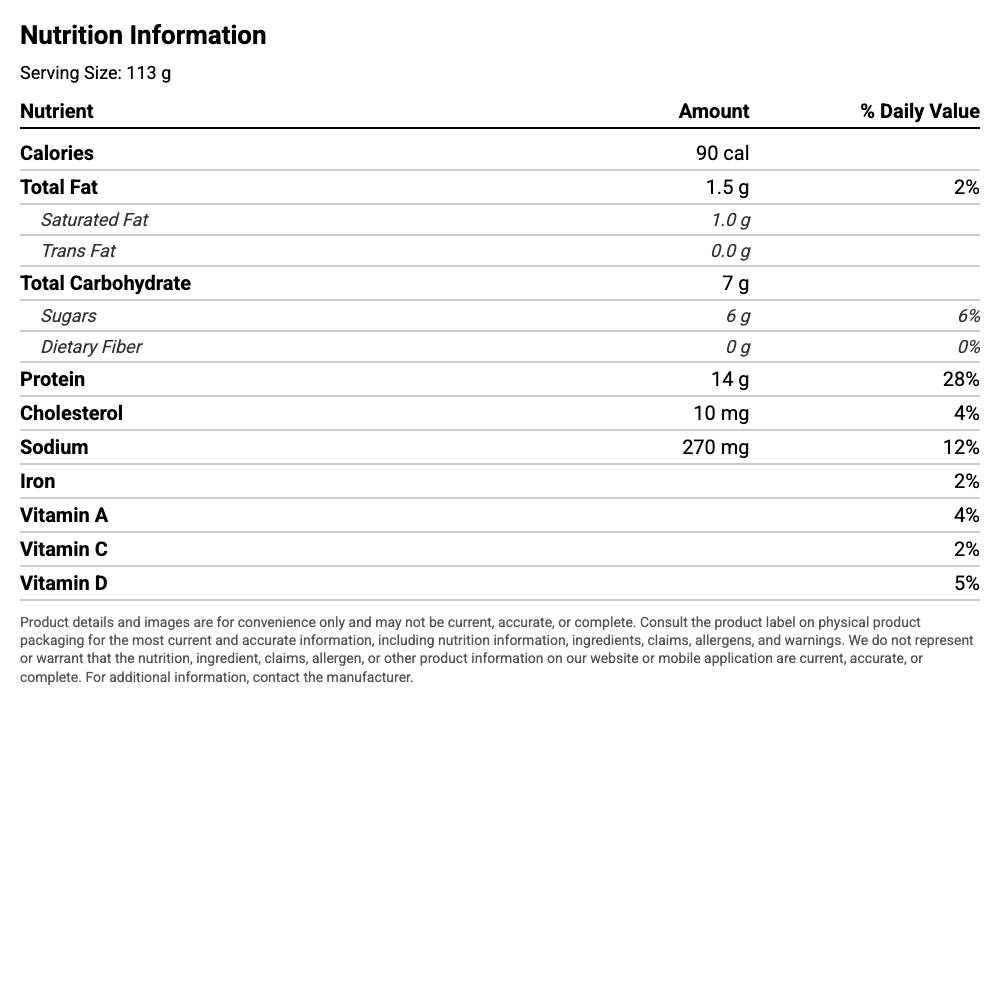 Nutrition Information
Serving Size: 113 g
Nutrient Amount % Daily Value
Calories 90 cal
Total Fat 1.5 g 2%
Saturated Fat 1.0 g
Trans Fat 0.0 g
Total Carbohydrate 7 g
Sugars 6 g 6%
Dietary Fiber 0 g 0%
Protein 14 g 28%
Cholesterol 10 mg 4%
Sodium 270 mg 12%
Iron 2%
Vitamin A 4%
Vitamin C 2%
Vitamin D 5%
Product details and images are for convenience only and may not be current, accurate, or complete. Consult the product label on physical product
packaging for the most current and accurate information, including nutrition information, ingredients, claims, allergens, and warnings. We do not represent
or warrant that the nutrition, ingredient, claims, allergen, or other product information on our website or mobile application are current, accurate, or
complete. For additional information, contact the manufacturer.